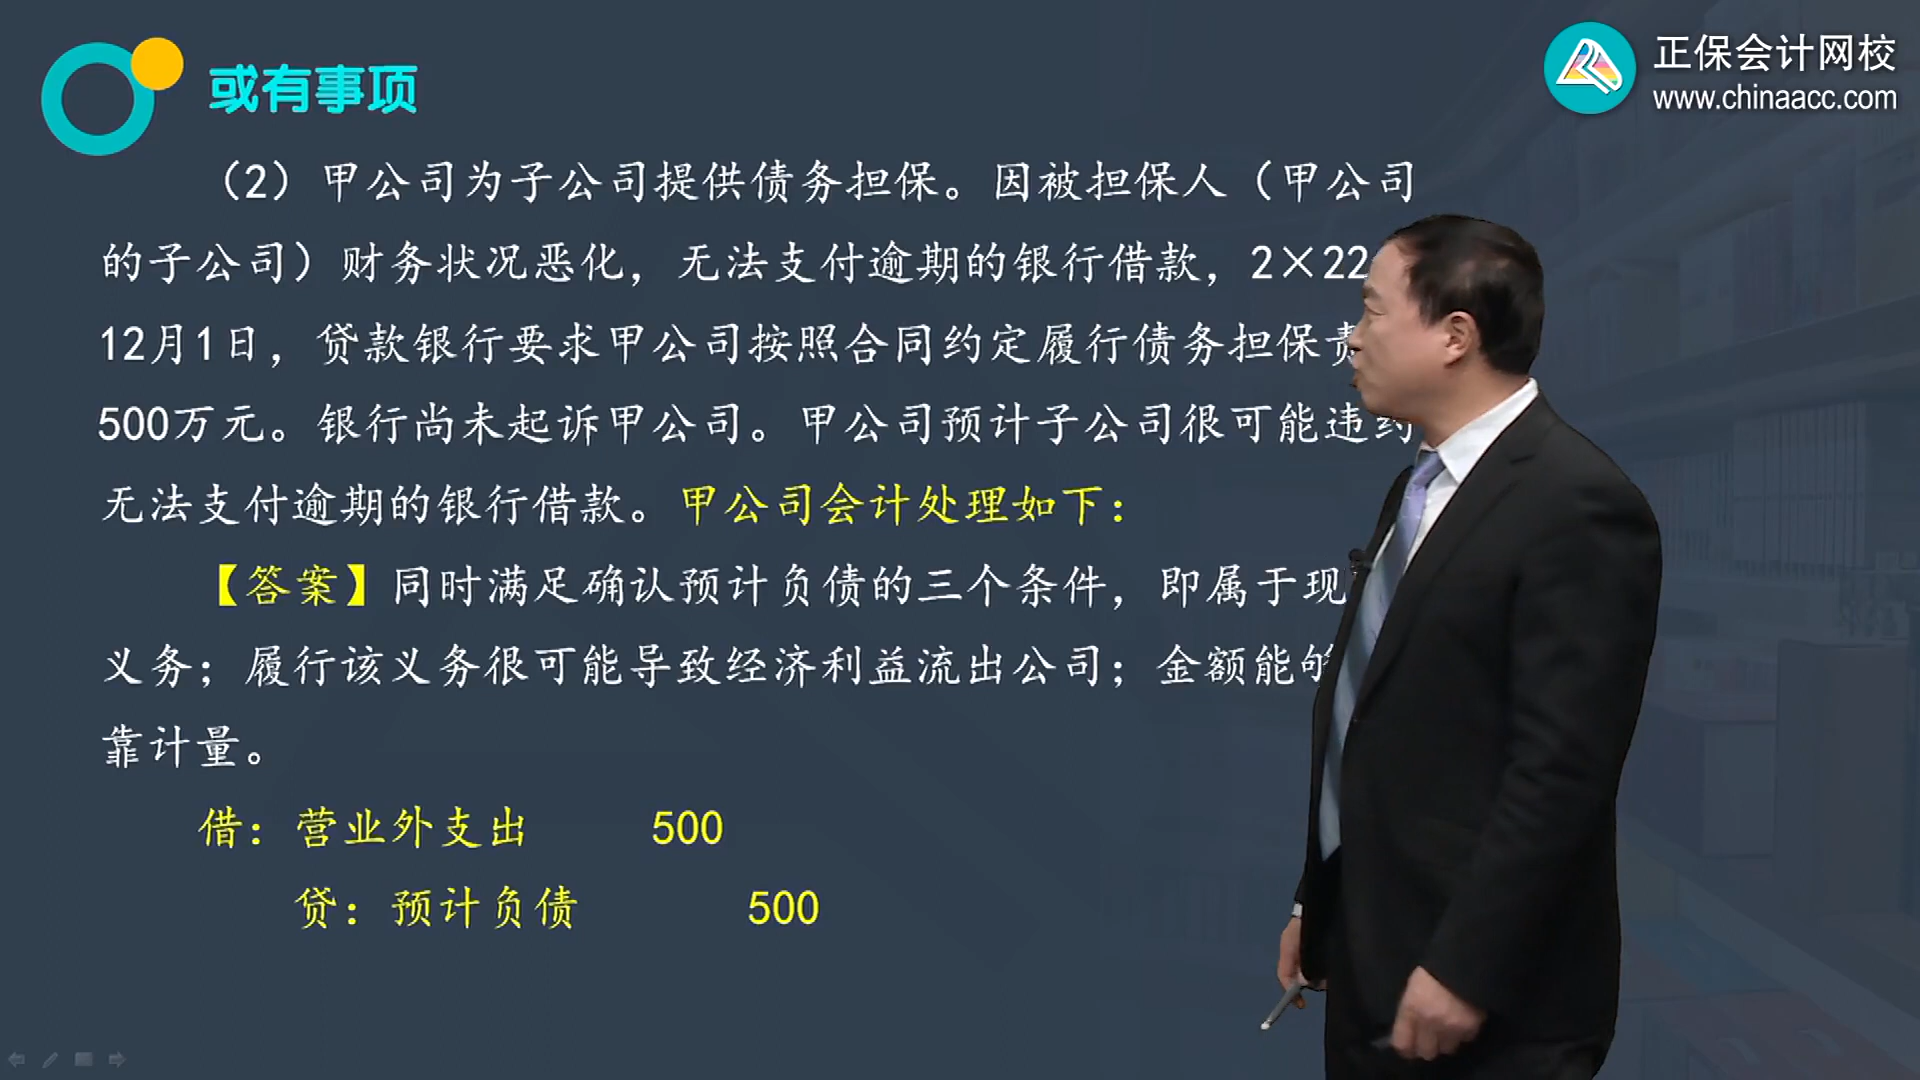 或有事项
正保会计网校
www.chinaacc.com
（2）甲公司为子公司提供债务担保。因被担保人（甲公司
的子公司）财务状况恶化，无法支付逾期的银行借款，2×22
12月1日，贷款银行要求甲公司按照合同约定履行债务担保责
500万元。银行尚未起诉甲公司。甲公司预计子公司很可能违约
无法支付逾期的银行借款。甲公司会计处理如下：
【答案】同时满足确认预计负债的三个条件，即属于现
义务；履行该义务很可能导致经济利益流出公司；金额能够
靠计量。
借：营业外支出 500
贷：预计负债 500